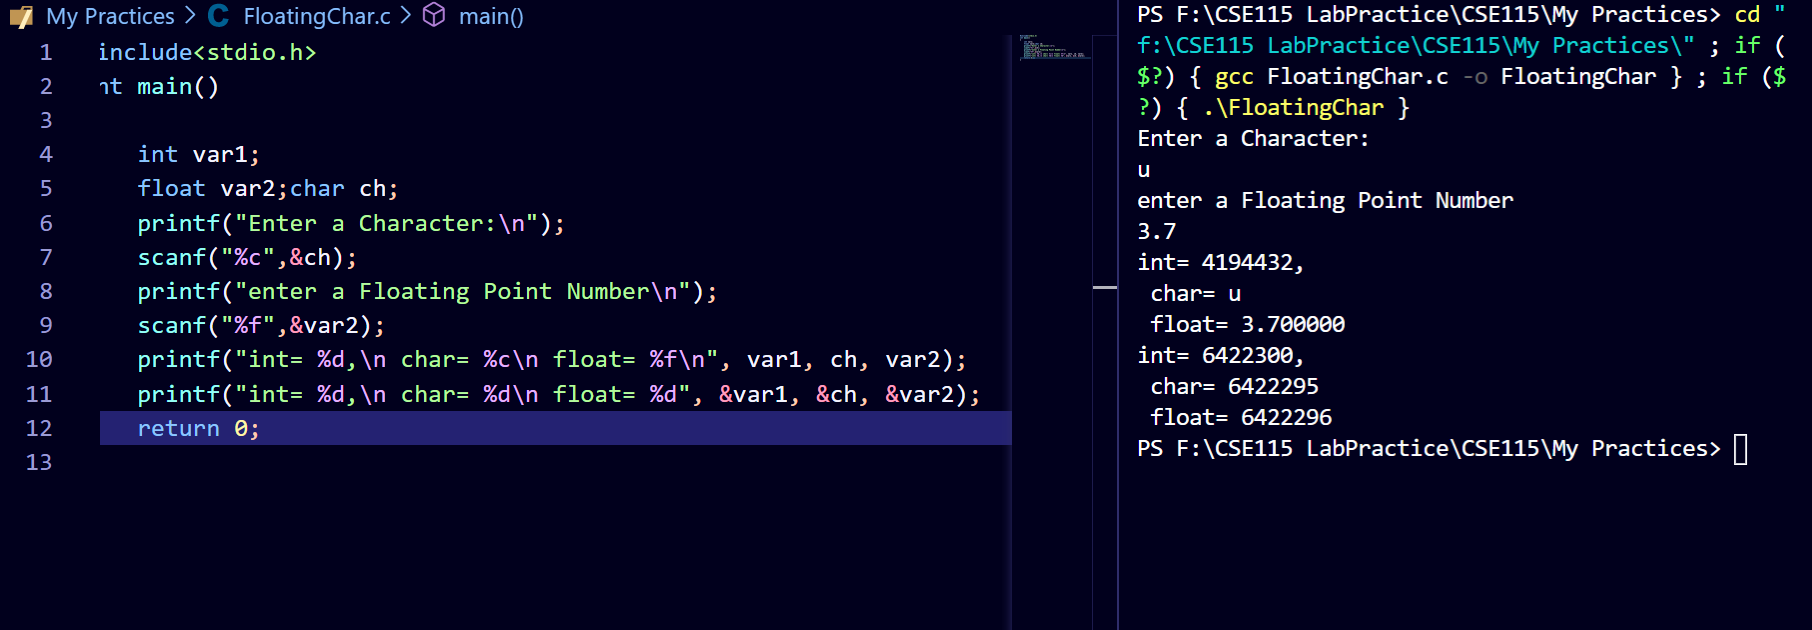 My Practices > C FloatingChar.c > main()
1 include<stdio.h>
2 nt main()
3
4 int var1;
5 float var2;char ch;
6 printf("Enter a Character:\n");
7 scanf("%c",&ch);
8 printf("enter a Floating Point Number\n");
9 scanf("%f",&var2);
10 printf("int= %d,\n char= %c\n float= %f\n", var1, ch, var2);
11 printf("int= %d,\n char= %d\n float= %d", &var1, &ch, &var2);
12 return 0;
13
PS F:\CSE115 LabPractice\CSE115\My Practices> cd "
f:\CSE115 LabPractice\CSE115\My Practices\" ; if (
$?) { gcc FloatingChar.c -o FloatingChar } ; if ($
?) { .\FloatingChar }
Enter a Character:
u
enter a Floating Point Number
3.7
int= 4194432,
 char= u
 float= 3.700000
int= 6422300,
 char= 6422295
 float= 6422296
PS F:\CSE115 LabPractice\CSE115\My Practices>